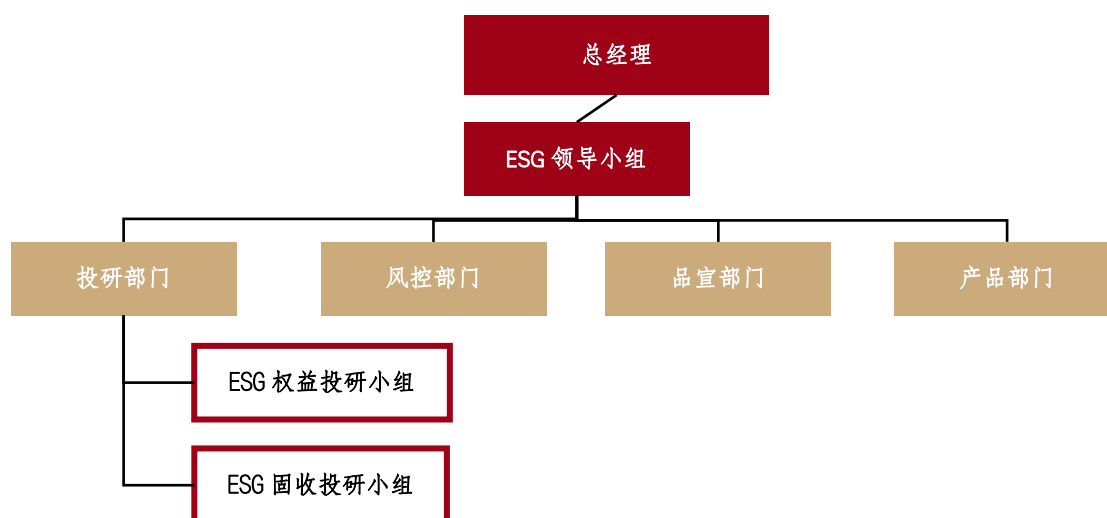 总经理
ESG 领导小组
投研部门
风控部门
品宣部门
产品部门
ESG 权益投研小组
ESG 固收投研小组